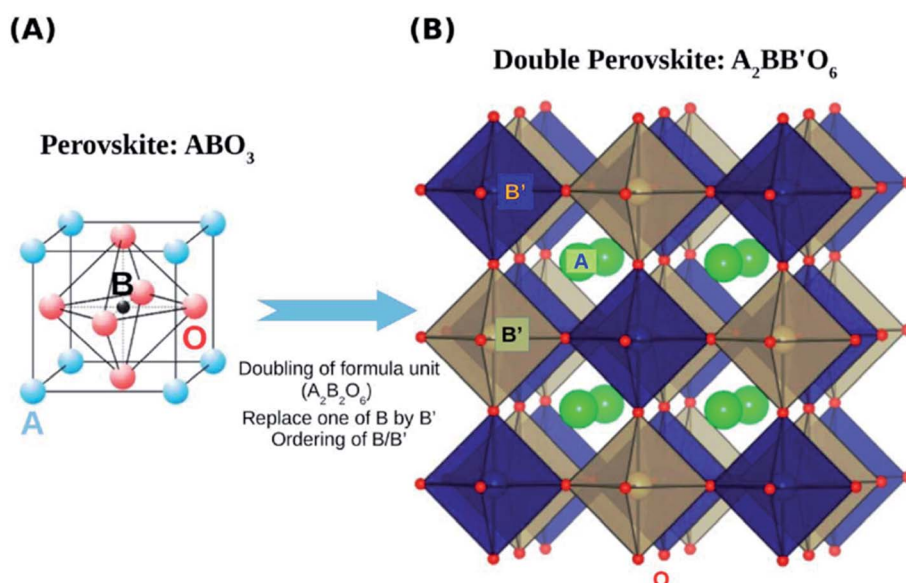 (A)
Perovskite: ABO₃
B
O
A
Doubling of formula unit
(A₂B₂O₆)
Replace one of B by B'
Ordering of B/B'
(B)
Double Perovskite: A₂BB'O₆
B'
A
B'
O